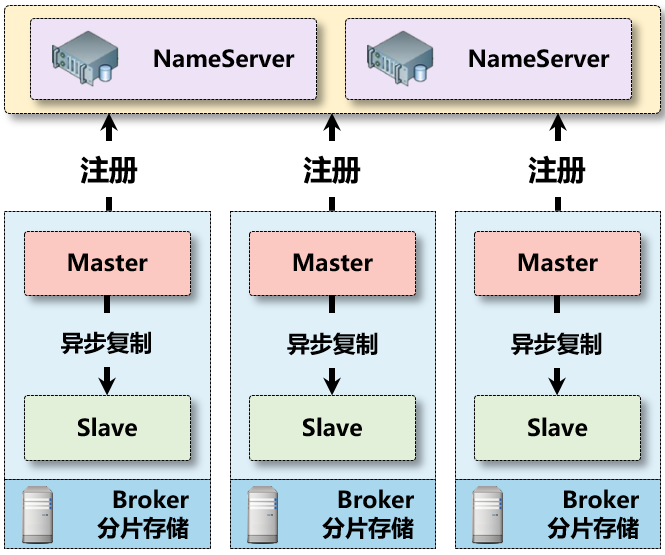 NameServer NameServer
注册 注册 注册
Master Master Master
异步复制 异步复制 异步复制
Slave Slave Slave
Broker Broker Broker
分片存储 分片存储 分片存储